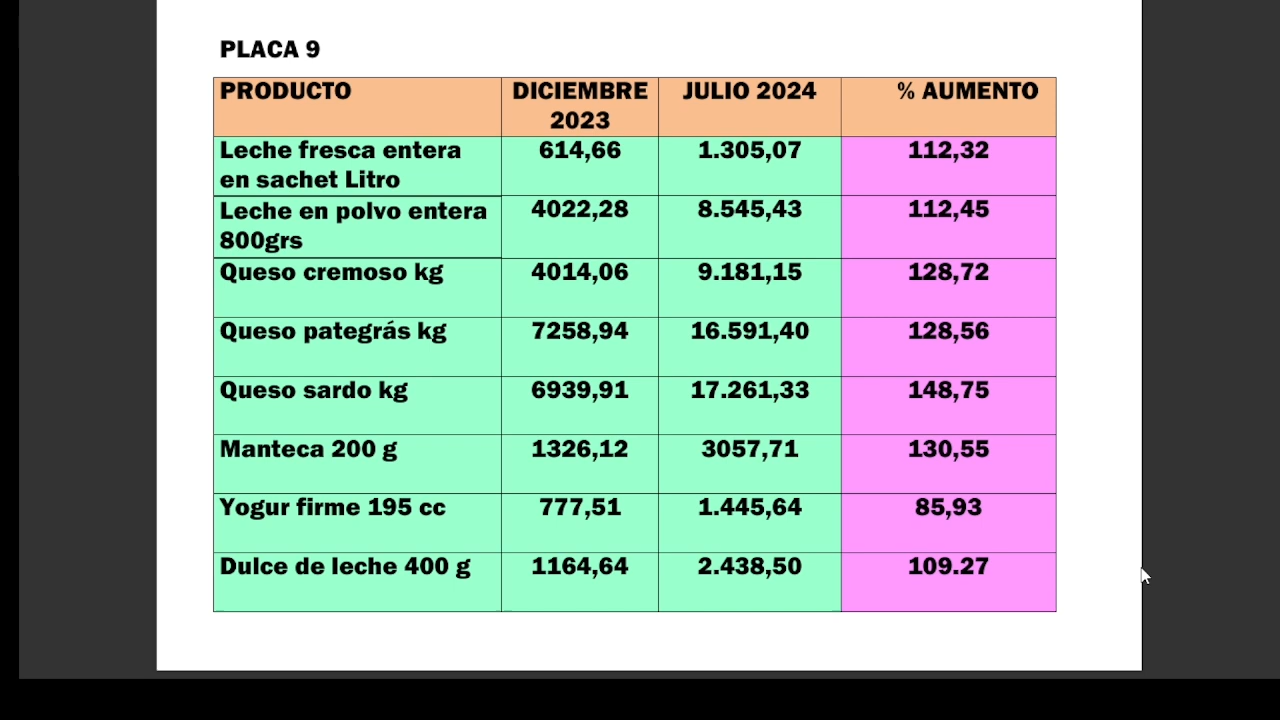 PLACA 9
PRODUCTO DICIEMBRE 2023 JULIO 2024 % AUMENTO
Leche fresca entera en sachet Litro 614,66 1.305,07 112,32
Leche en polvo entera 800grs 4022,28 8.545,43 112,45
Queso cremoso kg 4014,06 9.181,15 128,72
Queso pategrás kg 7258,94 16.591,40 128,56
Queso sardo kg 6939,91 17.261,33 148,75
Manteca 200 g 1326,12 3057,71 130,55
Yogur firme 195 cc 777,51 1.445,64 85,93
Dulce de leche 400 g 1164,64 2.438,50 109.27